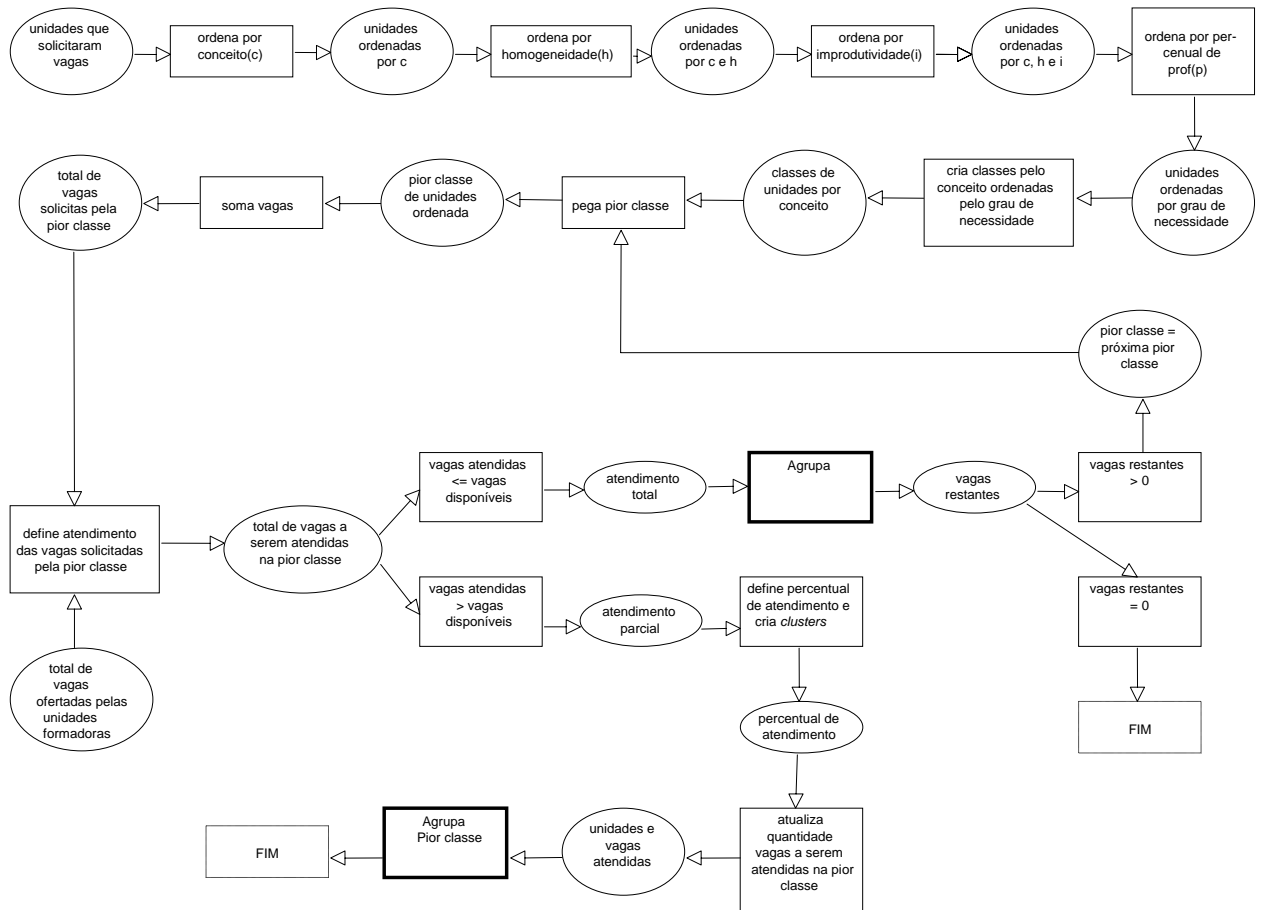 unidades que
solicitaram
vagas
ordena por
conceito(c)
unidades
ordenadas
por c
ordena por
homogeneidade(h)
unidades
ordenadas
por c e h
ordena por
improdutividade(i)
unidades
ordenadas
por c, h e i
ordena por per-
cenual de
prof(p)
total de
vagas
solicitas pela
pior classe
soma vagas
pior classe
de unidades
ordenada
pega pior classe
classes de
unidades por
conceito
cria classes pelo
conceito ordenadas
pelo grau de
necessidade
unidades
ordenadas
por grau de
necessidade
pior classe =
próxima pior
classe
define atendimento
das vagas solicitadas
pela pior classe
total de vagas a
serem atendidas
na pior classe
vagas atendidas
<= vagas
disponíveis
atendimento
total
Agrupa
vagas
restantes
vagas restantes
> 0
vagas atendidas
> vagas
disponíveis
atendimento
parcial
define percentual
de atendimento e
cria clusters
vagas restantes
= 0
total de
vagas
ofertadas pelas
unidades
formadoras
percentual de
atendimento
FIM
FIM
Agrupa
Pior classe
unidades e
vagas
atendidas
atualiza
quantidade
vagas a serem
atendidas na pior
classe